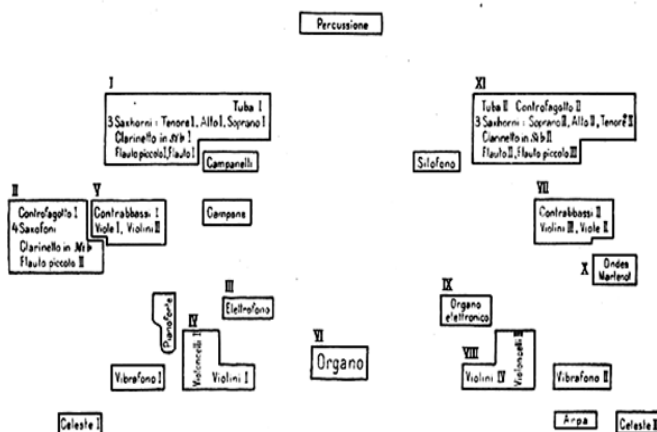 Percussione
I
Tuba I
3 Saxhorni : Tenore I, Alto I, Soprano I
Clarinetto in Sib I
Flauto piccolo I, Flauto I
Campanelli
XI
Tuba II Controfagotto II
3 Saxhorni : Soprano II, Alto II, Tenore II
Clarinetto in Sib II
Flauto II, Flauto piccolo III
Silofono
II
Controfagotto I
4 Saxofoni
Clarinetto in Mib
Flauto piccolo II
V
Contrabbassi I
Viole I, Violini II
Campane
VII
Contrabbassi II
Violini III, Viole II
X
Ondes
Martenot
III
Elettrofono
IX
Organo
elettronico
Pianoforte
IV
Violoncelli I
Violini I
VI
Organo
VIII
Violini IV
Violoncelli II
Vibrafono I
Vibrafono II
Celeste I
Arpa
Celeste II